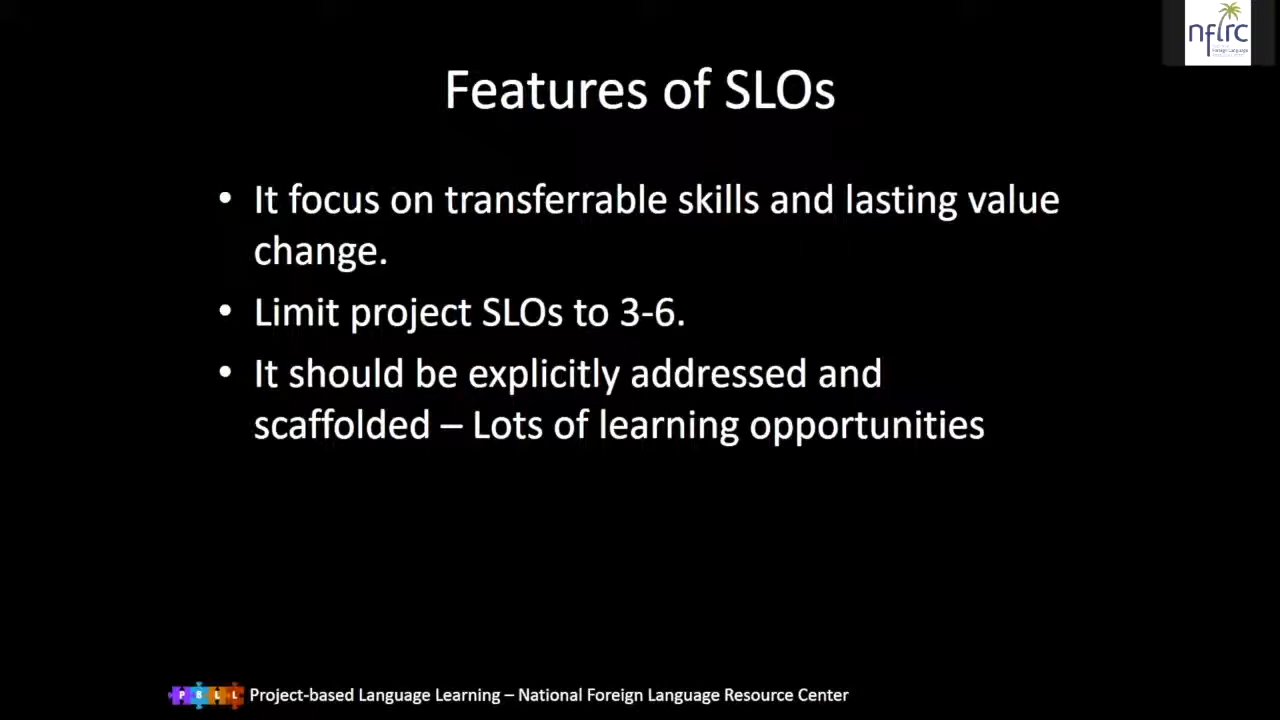 nflrc
Foreign Language
Features of SLOs
• It focus on transferrable skills and lasting value
change.
• Limit project SLOs to 3-6.
• It should be explicitly addressed and
scaffolded – Lots of learning opportunities
P B L L Project-based Language Learning – National Foreign Language Resource Center